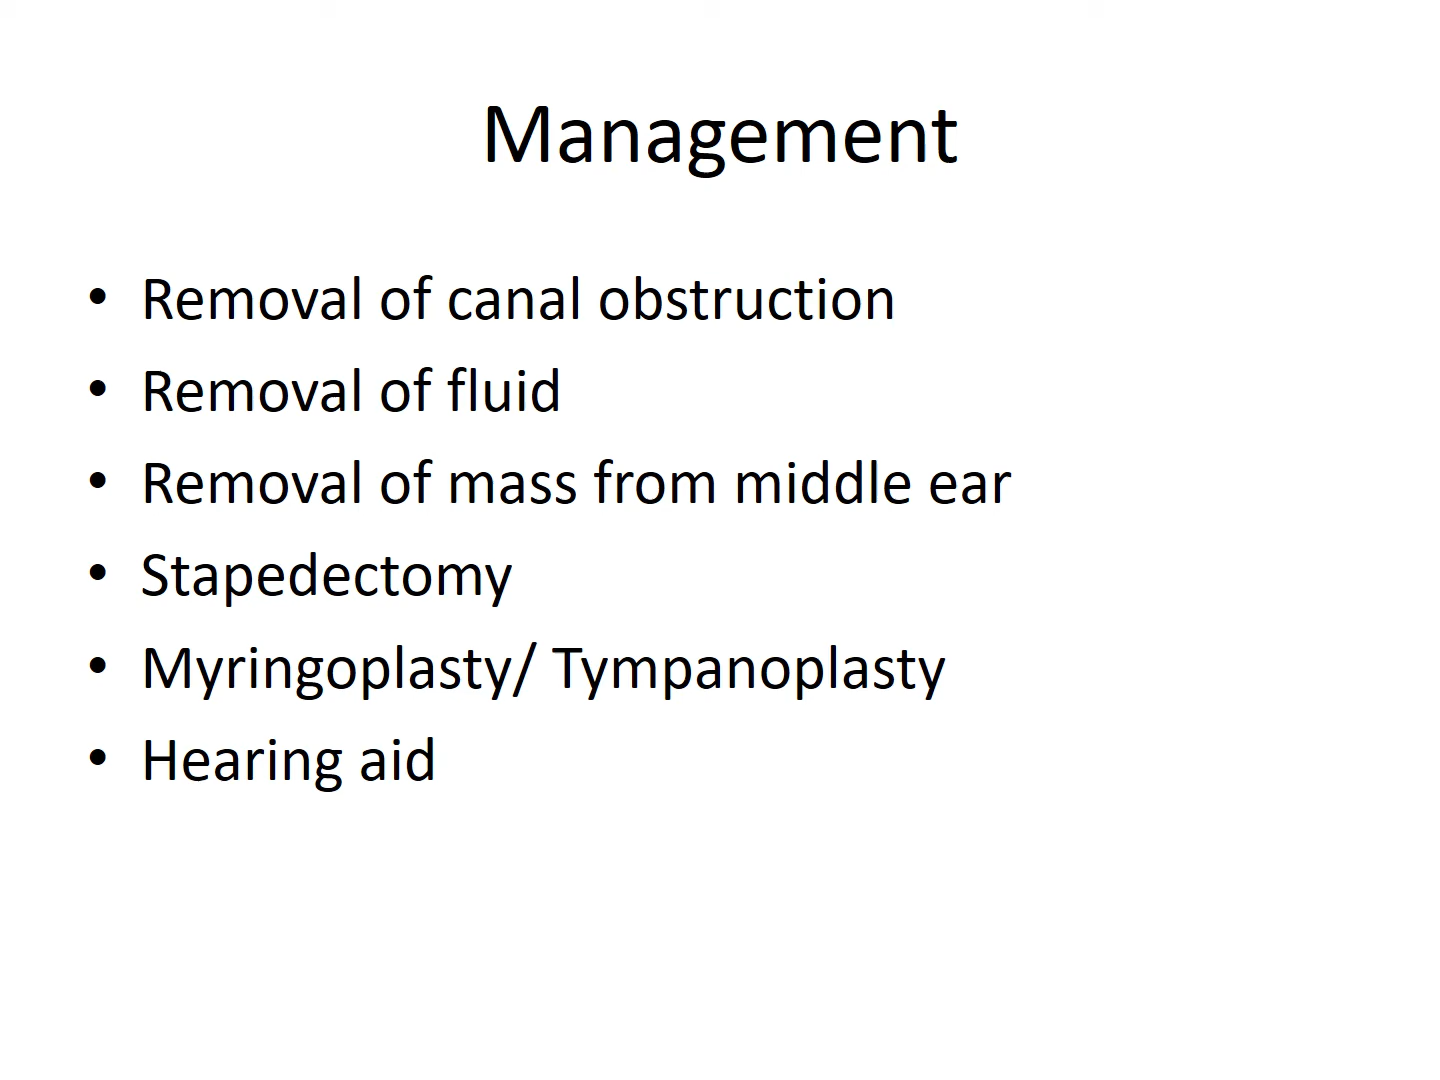 Management
• Removal of canal obstruction
• Removal of fluid
• Removal of mass from middle ear
• Stapedectomy
• Myringoplasty/ Tympanoplasty
• Hearing aid